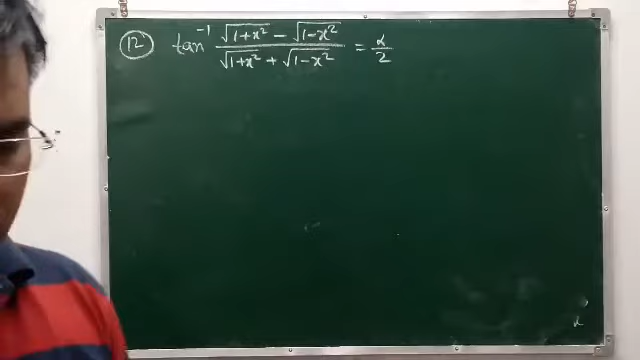 (12) tan⁻¹ (√(1+x²) − √(1−x²)) / (√(1+x²) + √(1−x²)) = α/2